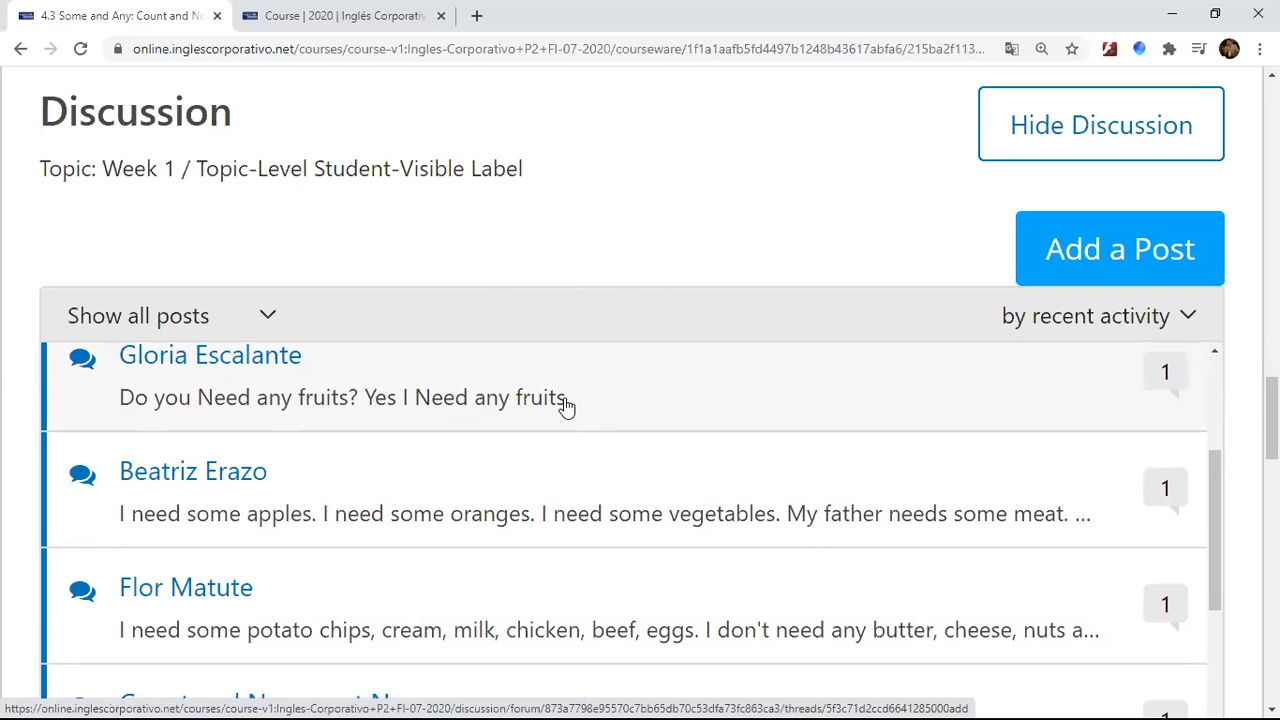 4.3 Some and Any: Count and No
Course | 2020 | Inglés Corporativ
online.inglescorporativo.net/courses/course-v1:Ingles-Corporativo+P2+FI-07-2020/courseware/1f1a1aafb5fd4497b1248b43617abfa6/215ba2f113...
Discussion
Hide Discussion
Topic: Week 1 / Topic-Level Student-Visible Label
Add a Post
Show all posts
by recent activity
Gloria Escalante
1
Do you Need any fruits? Yes I Need any fruits
Beatriz Erazo
1
I need some apples. I need some oranges. I need some vegetables. My father needs some meat. ...
Flor Matute
1
I need some potato chips, cream, milk, chicken, beef, eggs. I don't need any butter, cheese, nuts a...
https://online.inglescorporativo.net/courses/course-v1:Ingles-Corporativo+P2+FI-07-2020/discussion/forum/873a7798e95570c7bb65db70c53dfa73fc863ca3/threads/5f3c71d2ccd6641285000add